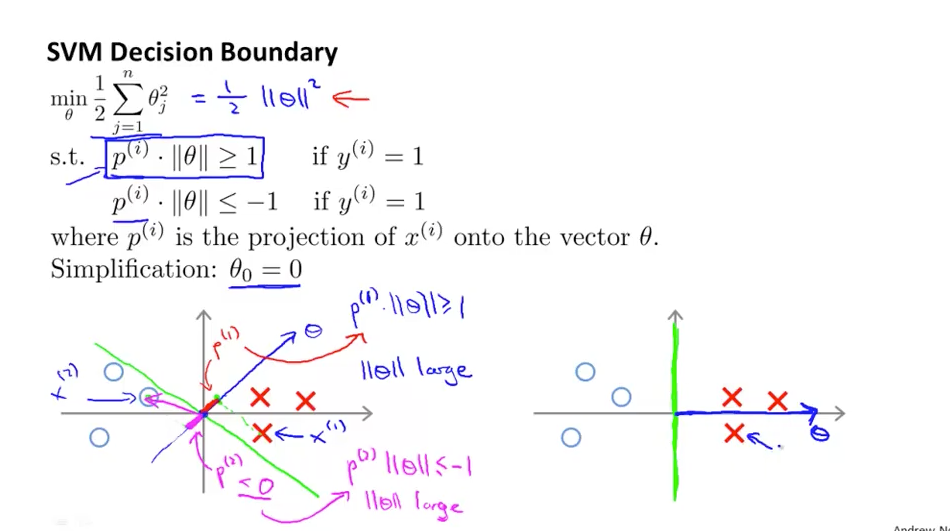 SVM Decision Boundary
min_θ 1/2 ∑_{j=1}^{n} θ_j^2 = 1/2 ||θ||^2 ←
s.t. p^(i) · ‖θ‖ ≥ 1 if y^(i) = 1
p^(i) · ‖θ‖ ≤ −1 if y^(i) = 1
where p^(i) is the projection of x^(i) onto the vector θ.
Simplification: θ_0 = 0
p^(1) · ||θ|| ≥ 1
θ
p^(1)
||θ|| large
x^(2)
x^(1)
θ
p^(2) ||θ|| ≤ -1
p^(2) < 0
||θ|| large